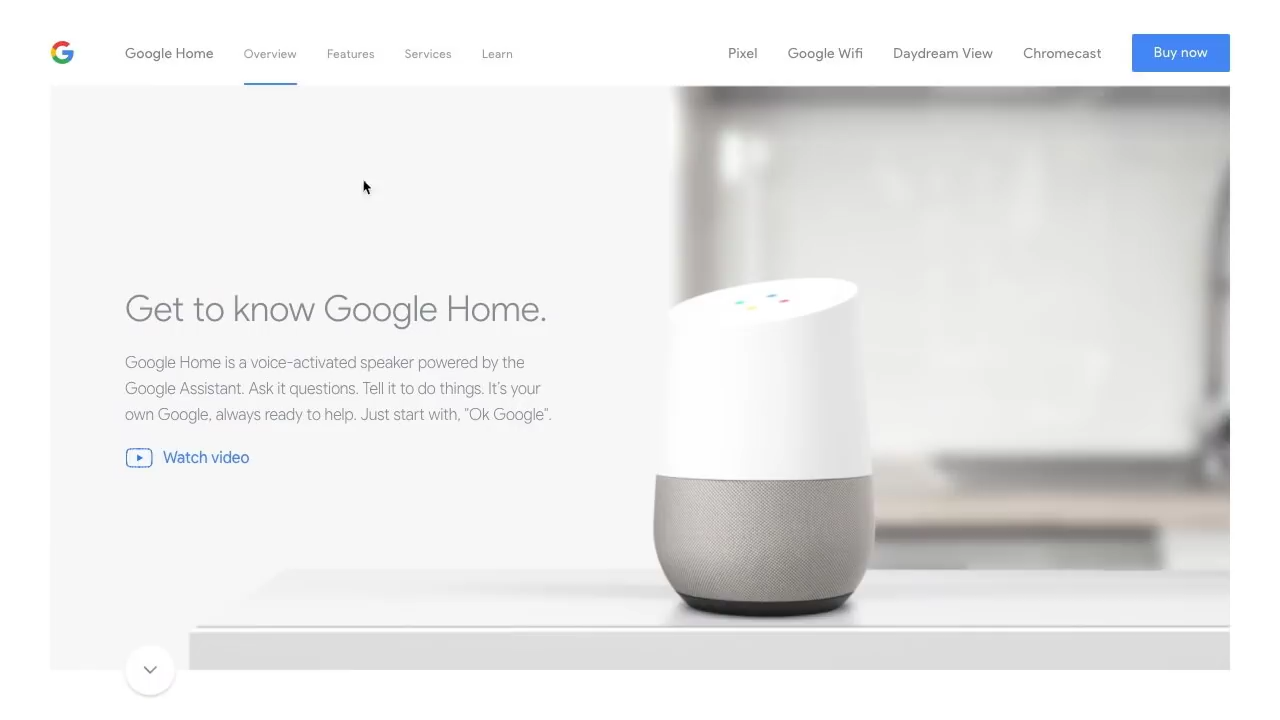 Google Home Overview Features Services Learn Pixel Google Wifi Daydream View Chromecast Buy now
Get to know Google Home.
Google Home is a voice-activated speaker powered by the
Google Assistant. Ask it questions. Tell it to do things. It's your
own Google, always ready to help. Just start with, "Ok Google".
Watch video